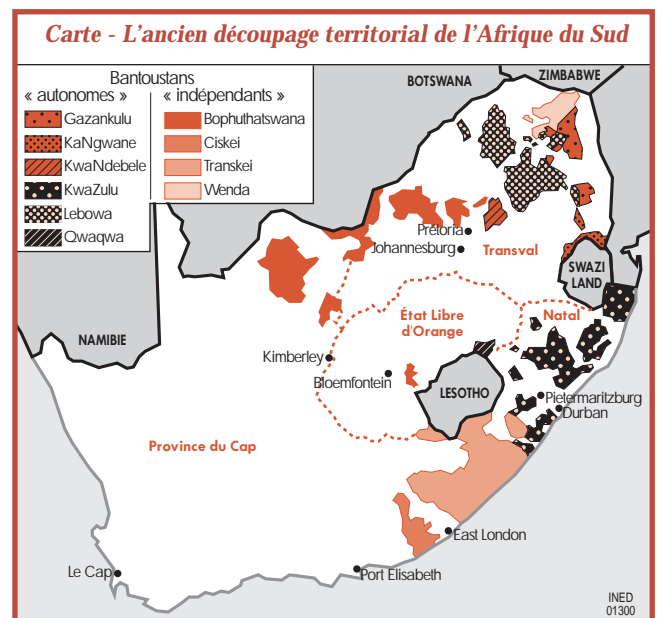 Carte - L'ancien découpage territorial de l'Afrique du Sud
Bantoustans
« autonomes »
« indépendants »
Gazankulu
KaNgwane
KwaNdebele
KwaZulu
Lebowa
Qwaqwa
Bophuthatswana
Ciskei
Transkei
Wenda
BOTSWANA
ZIMBABWE
Prétoria
Johannesburg
Transval
SWAZI
LAND
État Libre
d'Orange
Natal
NAMIBIE
Kimberley
Bloemfontein
LESOTHO
Pietermaritzburg
Durban
Province du Cap
East London
Le Cap
Port Elisabeth
INED
01300